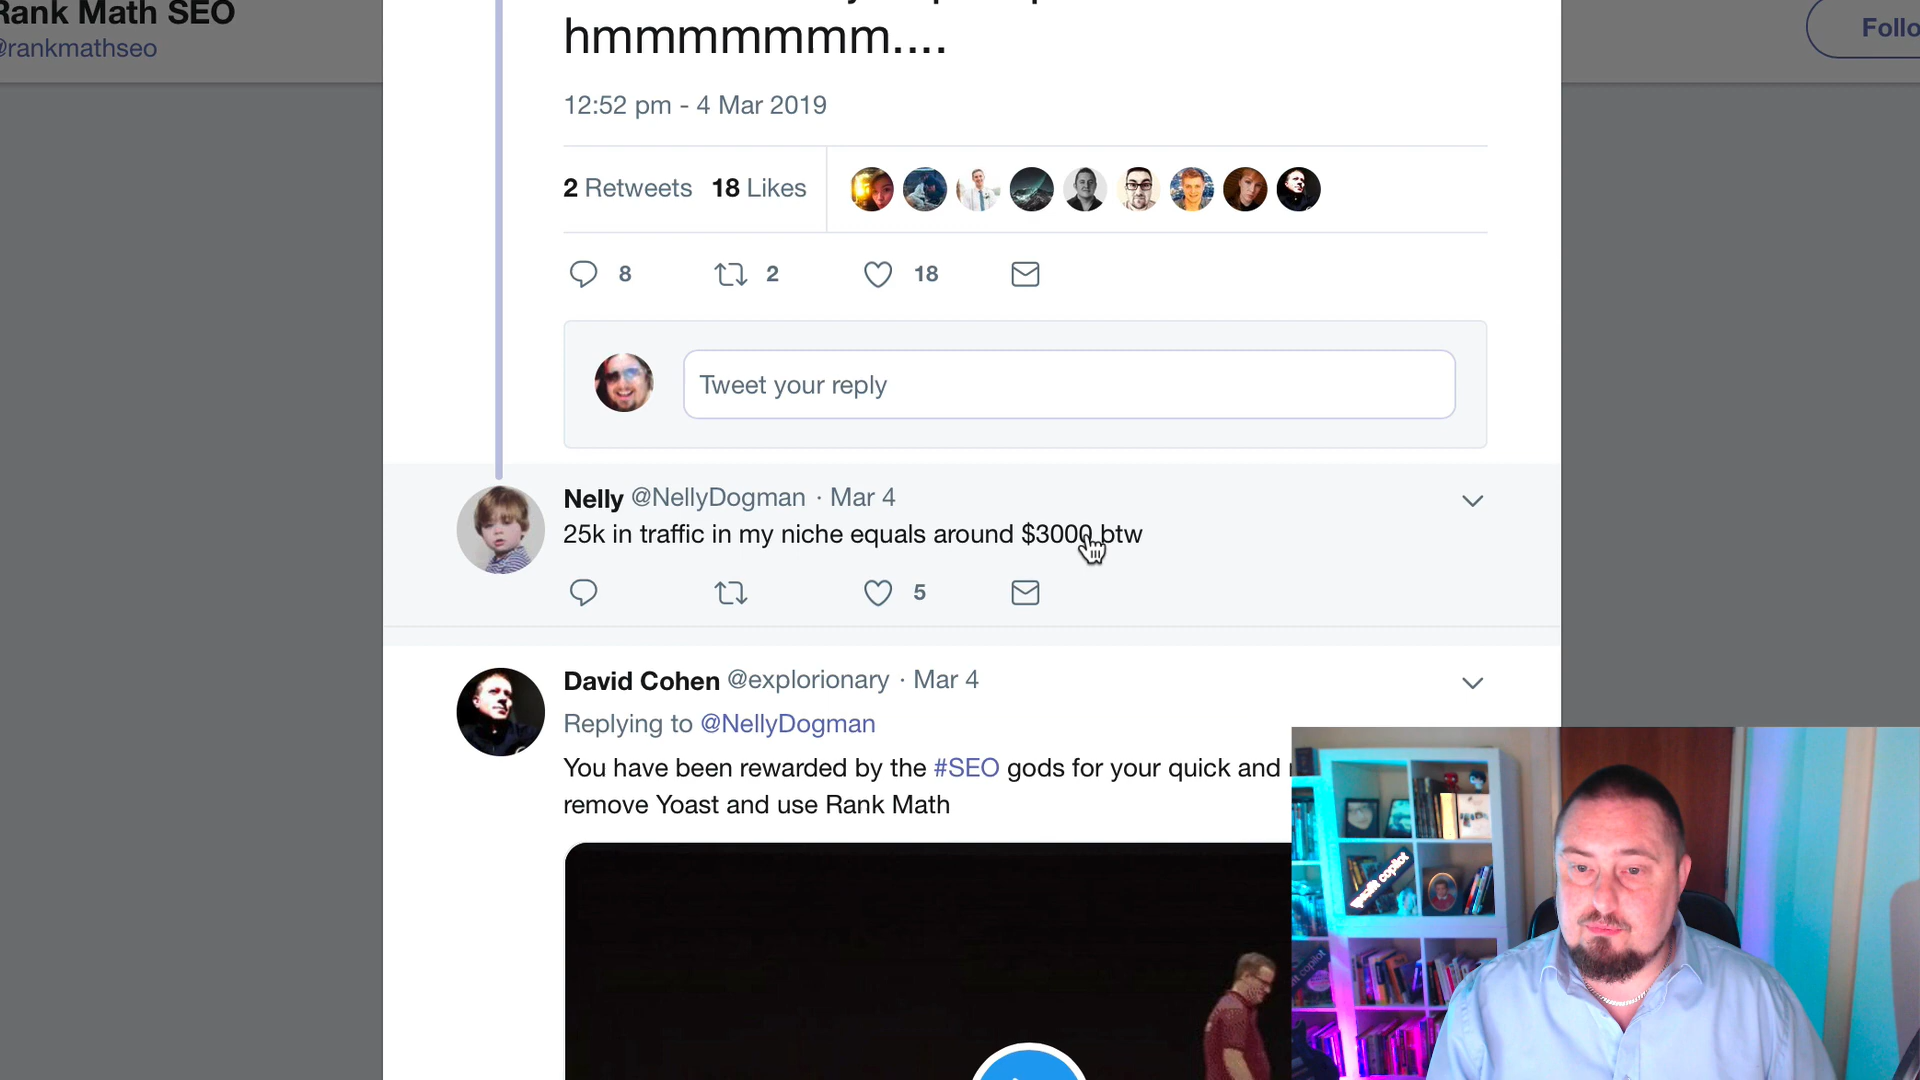 Rank Math SEO
@rankmathseo
Follo
hmmmmmmm....
12:52 pm - 4 Mar 2019
2 Retweets 18 Likes
8 2 18
Tweet your reply
Nelly @NellyDogman · Mar 4
25k in traffic in my niche equals around $3000 btw
5
David Cohen @explorionary · Mar 4
Replying to @NellyDogman
You have been rewarded by the #SEO gods for your quick and
remove Yoast and use Rank Math